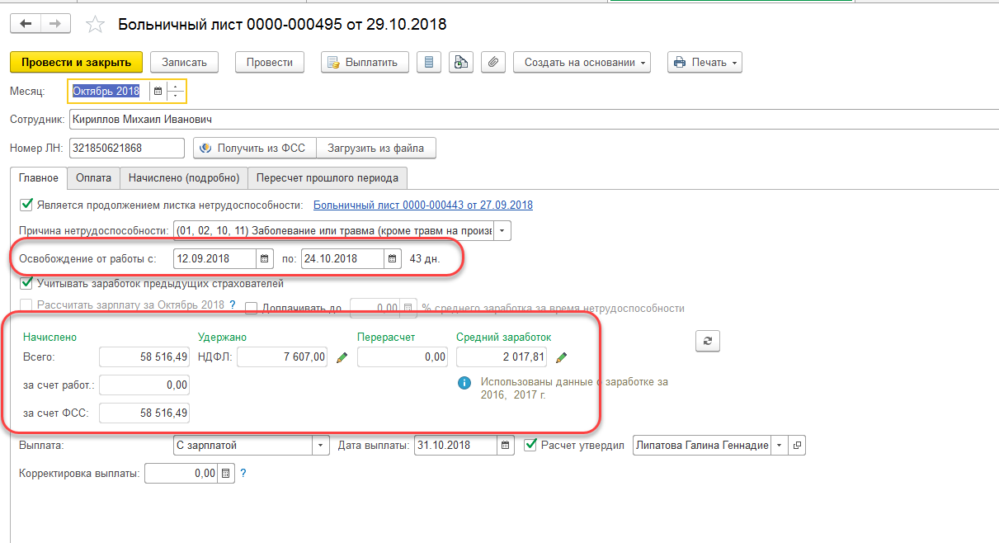 Больничный лист 0000-000495 от 29.10.2018
Провести и закрыть Записать Провести Выплатить Создать на основании Печать
Месяц: Октябрь 2018
Сотрудник: Кириллов Михаил Иванович
Номер ЛН: 321850621868 Получить из ФСС Загрузить из файла
Главное Оплата Начислено (подробно) Пересчет прошлого периода
Является продолжением листка нетрудоспособности: Больничный лист 0000-000443 от 27.09.2018
Причина нетрудоспособности: (01, 02, 10, 11) Заболевание или травма (кроме травм на произв
Освобождение от работы с: 12.09.2018 по: 24.10.2018 43 дн.
Учитывать заработок предыдущих страхователей
Рассчитать зарплату за Октябрь 2018 ? Доплачивать до 0,00 % среднего заработка за время нетрудоспособности
Начислено Удержано Перерасчет Средний заработок
Всего: 58 516,49 НДФЛ: 7 607,00 0,00 2 017,81
за счет работ.: 0,00 Использованы данные о заработке за
2016, 2017 г.
за счет ФСС: 58 516,49
Выплата: С зарплатой Дата выплаты: 31.10.2018 Расчет утвердил Липатова Галина Геннадие
Корректировка выплаты: 0,00 ?